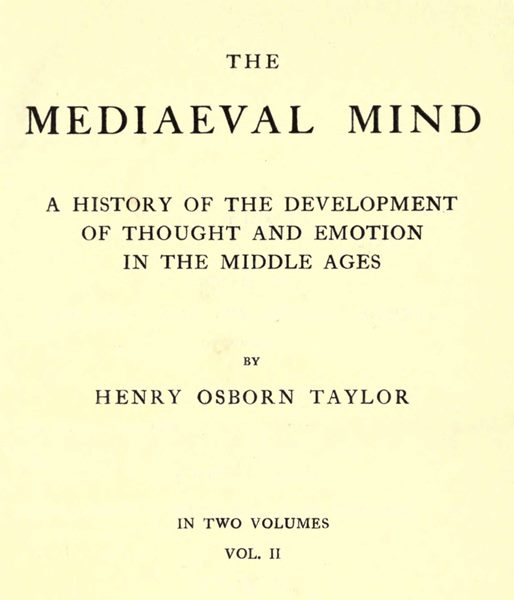 THE
MEDIAEVAL MIND
A HISTORY OF THE DEVELOPMENT
OF THOUGHT AND EMOTION
IN THE MIDDLE AGES
BY
HENRY OSBORN TAYLOR
IN TWO VOLUMES
VOL. II